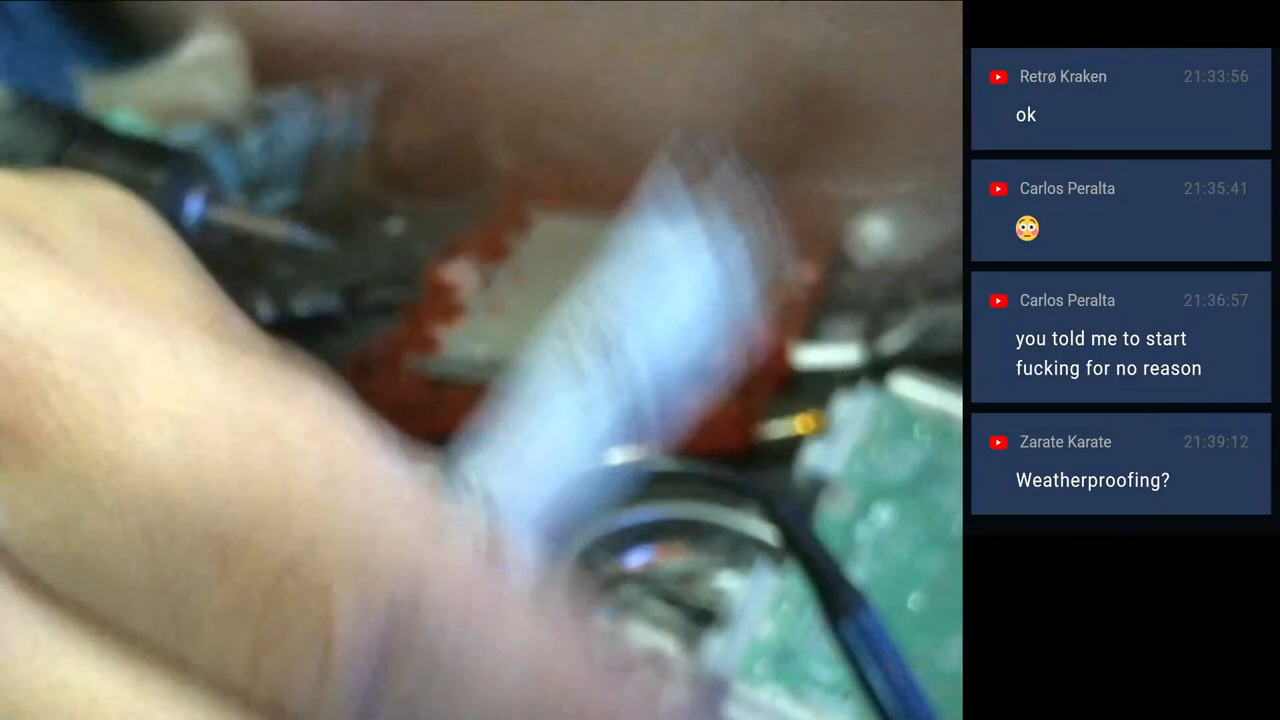 Retrø Kraken 21:33:56
ok
Carlos Peralta 21:35:41
😳
Carlos Peralta 21:36:57
you told me to start
fucking for no reason
Zarate Karate 21:39:12
Weatherproofing?